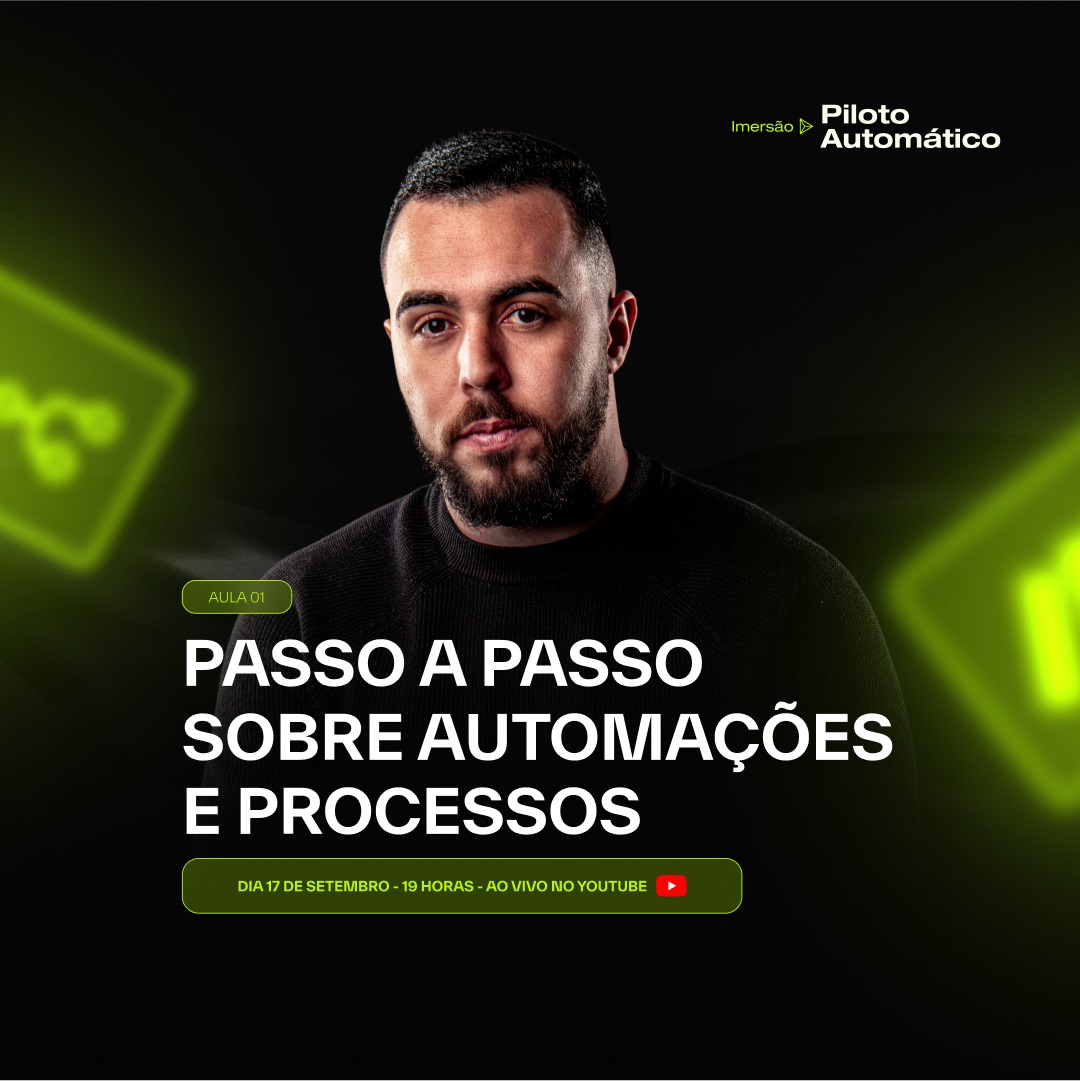 Imersão Piloto
Automático
AULA 01
PASSO A PASSO
SOBRE AUTOMAÇÕES
E PROCESSOS
DIA 17 DE SETEMBRO - 19 HORAS - AO VIVO NO YOUTUBE